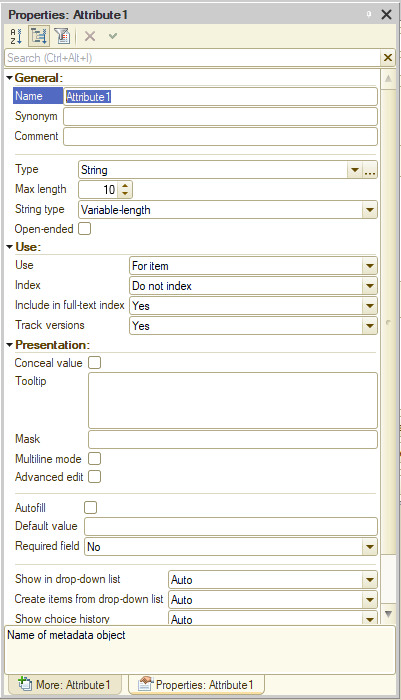 Properties: Attribute1
Search (Ctrl+Alt+I)
General:
Name Attribute1
Synonym
Comment
Type String ...
Max length 10
String type Variable-length
Open-ended
Use:
Use For item
Index Do not index
Include in full-text index Yes
Track versions Yes
Presentation:
Conceal value
Tooltip
Mask
Multiline mode
Advanced edit
Autofill
Default value
Required field No
Show in drop-down list Auto
Create items from drop-down list Auto
Show choice history Auto
Name of metadata object
More: Attribute1 Properties: Attribute1